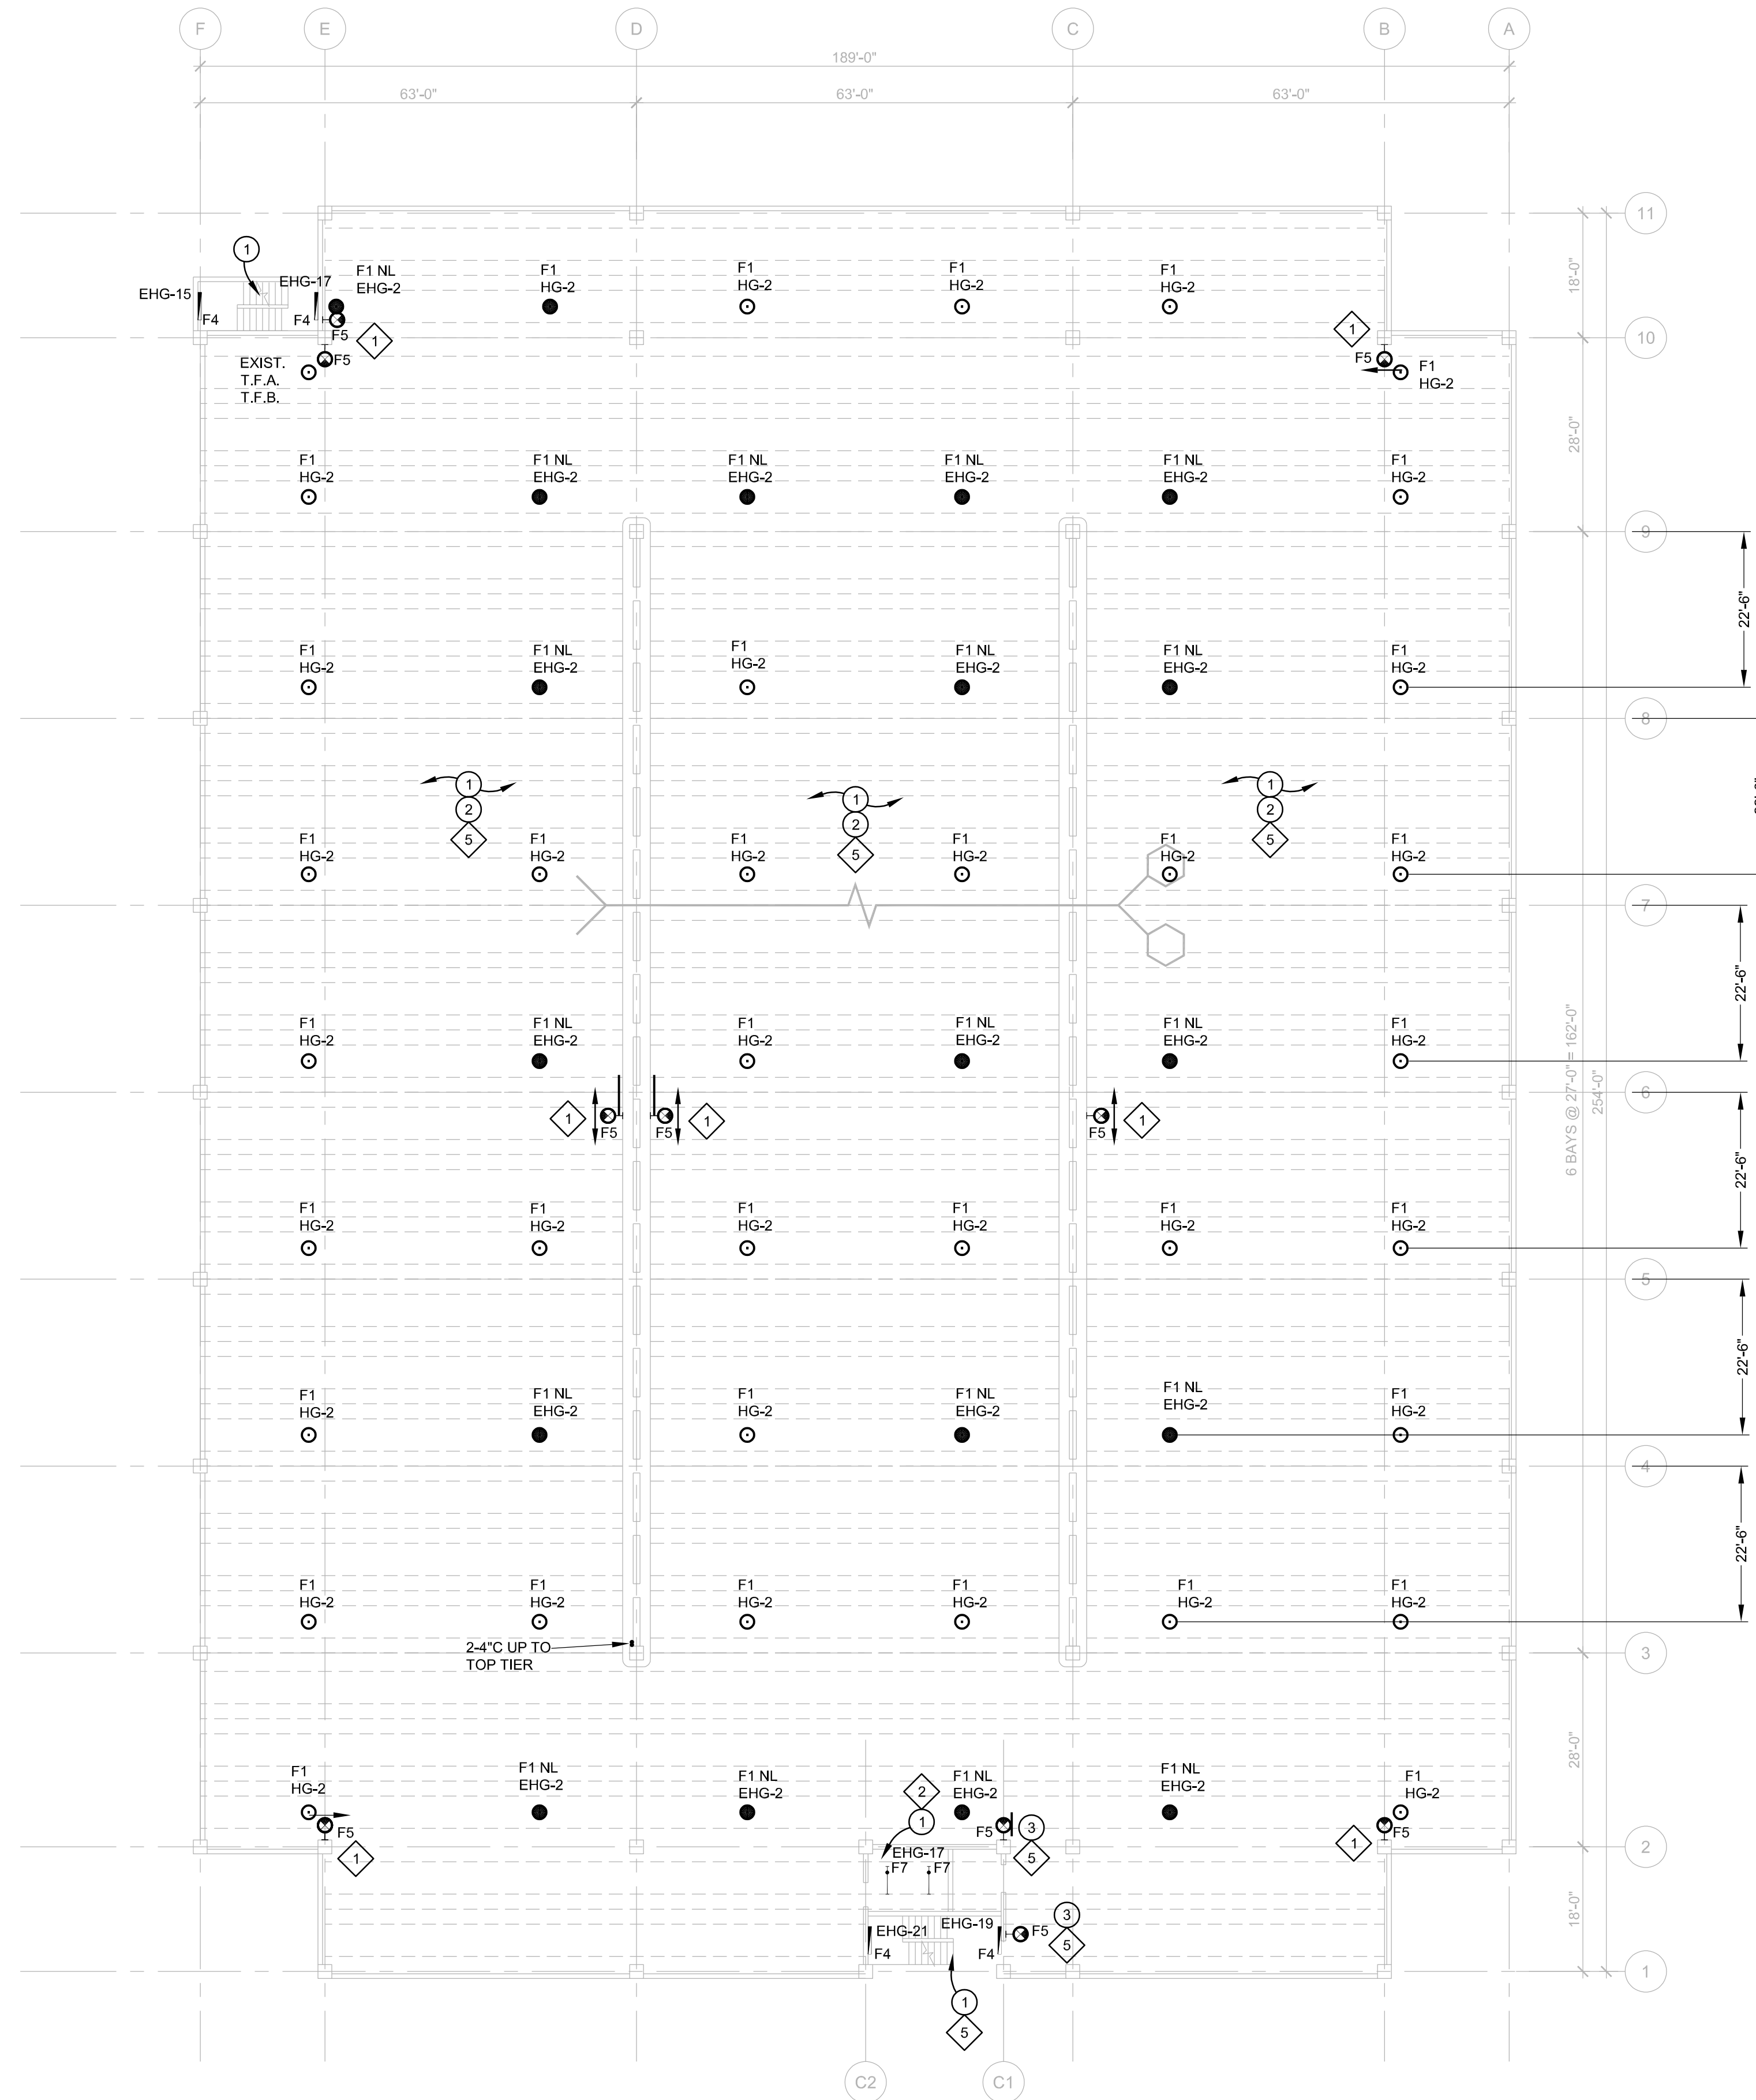 F
E
D
C
B
A
189'-0"
63'-0"
63'-0"
63'-0"
11
1
EHG-15
EHG-17
F1 NL
EHG-2
F1
HG-2
F1
HG-2
F1
HG-2
F1
HG-2
18'-0"
F4
F4
F5
1
1
10
EXIST.
T.F.A.
T.F.B.
F5
F5
F1
HG-2
28'-0"
F1
HG-2
F1 NL
EHG-2
F1 NL
EHG-2
F1 NL
EHG-2
F1 NL
EHG-2
F1
HG-2
9
22'-6"
F1
HG-2
F1 NL
EHG-2
F1
HG-2
F1 NL
EHG-2
F1 NL
EHG-2
F1
HG-2
8
1
2
5
1
2
5
1
2
5
F1
HG-2
F1
HG-2
F1
HG-2
F1
HG-2
F1
HG-2
F1
HG-2
7
22'-6"
F1
HG-2
F1 NL
EHG-2
F1
HG-2
F1 NL
EHG-2
F1 NL
EHG-2
F1
HG-2
6 BAYS @ 27'-0" = 162'-0"
254'-0"
6
1
F5
F5
1
F5
1
22'-6"
F1
HG-2
F1
HG-2
F1
HG-2
F1
HG-2
F1
HG-2
F1
HG-2
5
22'-6"
F1
HG-2
F1 NL
EHG-2
F1
HG-2
F1 NL
EHG-2
F1 NL
EHG-2
F1
HG-2
4
22'-6"
F1
HG-2
F1
HG-2
F1
HG-2
F1
HG-2
F1
HG-2
F1
HG-2
2-4"C UP TO
TOP TIER
3
28'-0"
F1
HG-2
F1 NL
EHG-2
F1 NL
EHG-2
2
1
F1 NL
EHG-2
F1 NL
EHG-2
F1
HG-2
F5
1
F5
3
5
1
F5
2
EHG-17
F7
F7
18'-0"
EHG-21
F4
EHG-19
F4
F5
3
5
1
1
5
C2
C1